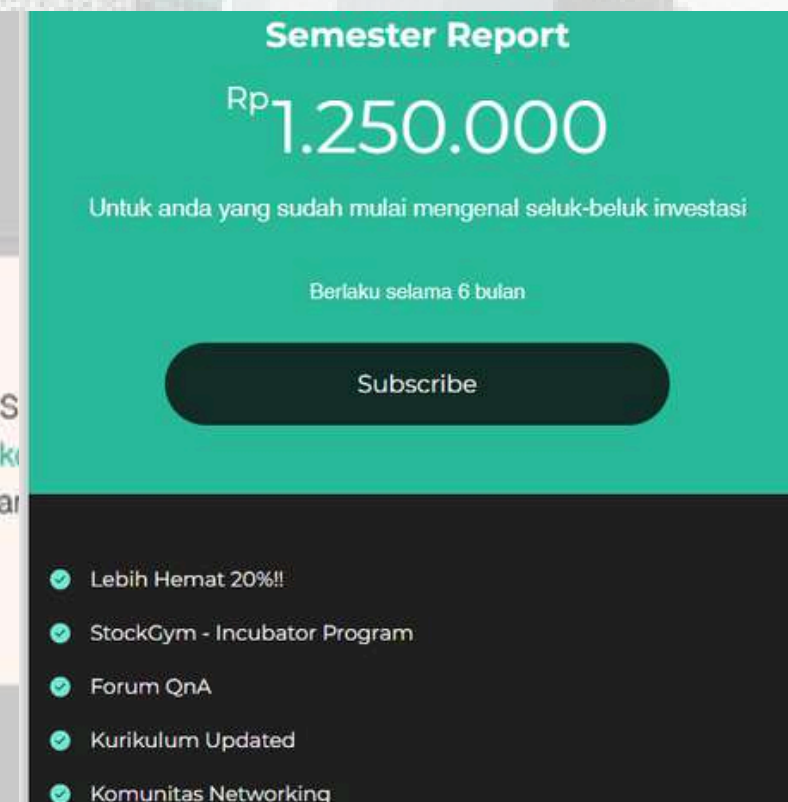 Semester Report
Rp1.250.000
Untuk anda yang sudah mulai mengenal seluk-beluk investasi
Berlaku selama 6 bulan
Subscribe
Lebih Hemat 20%!!
StockGym - Incubator Program
Forum QnA
Kurikulum Updated
Komunitas Networking